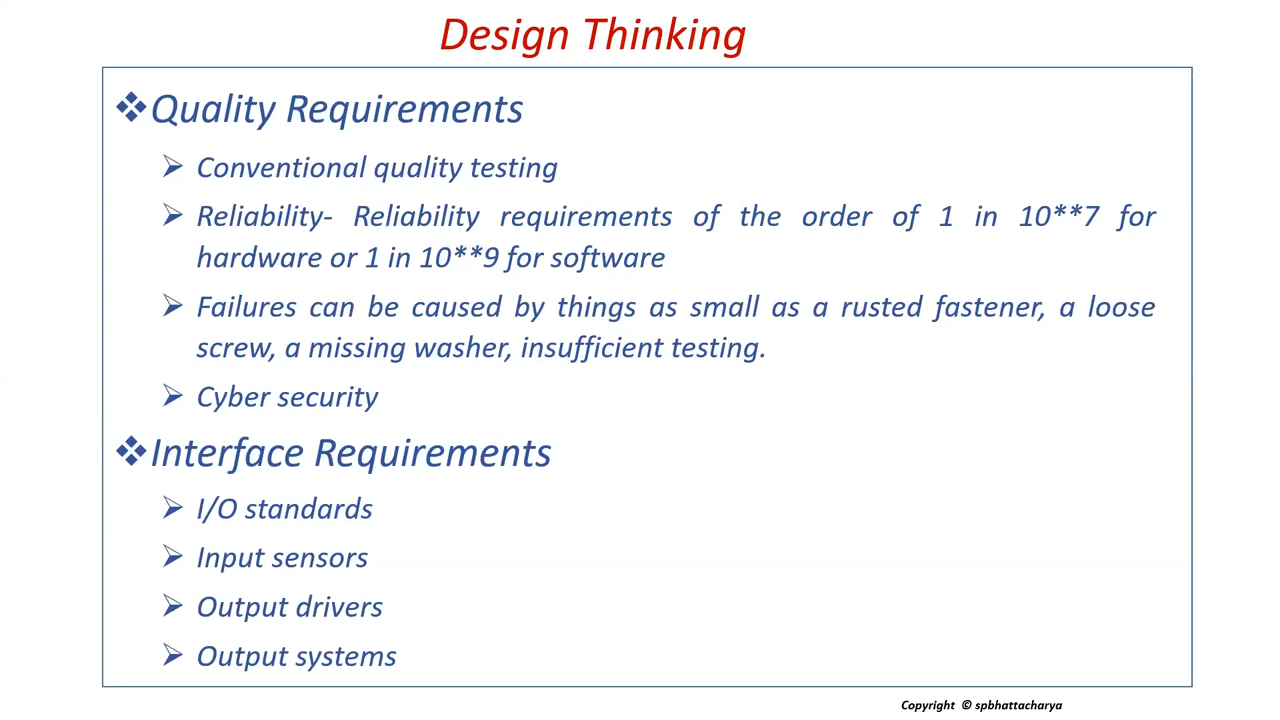 Design Thinking
❖Quality Requirements
➢ Conventional quality testing
➢ Reliability- Reliability requirements of the order of 1 in 10**7 for
hardware or 1 in 10**9 for software
➢ Failures can be caused by things as small as a rusted fastener, a loose
screw, a missing washer, insufficient testing.
➢ Cyber security
❖Interface Requirements
➢ I/O standards
➢ Input sensors
➢ Output drivers
➢ Output systems
Copyright © spbhattacharya